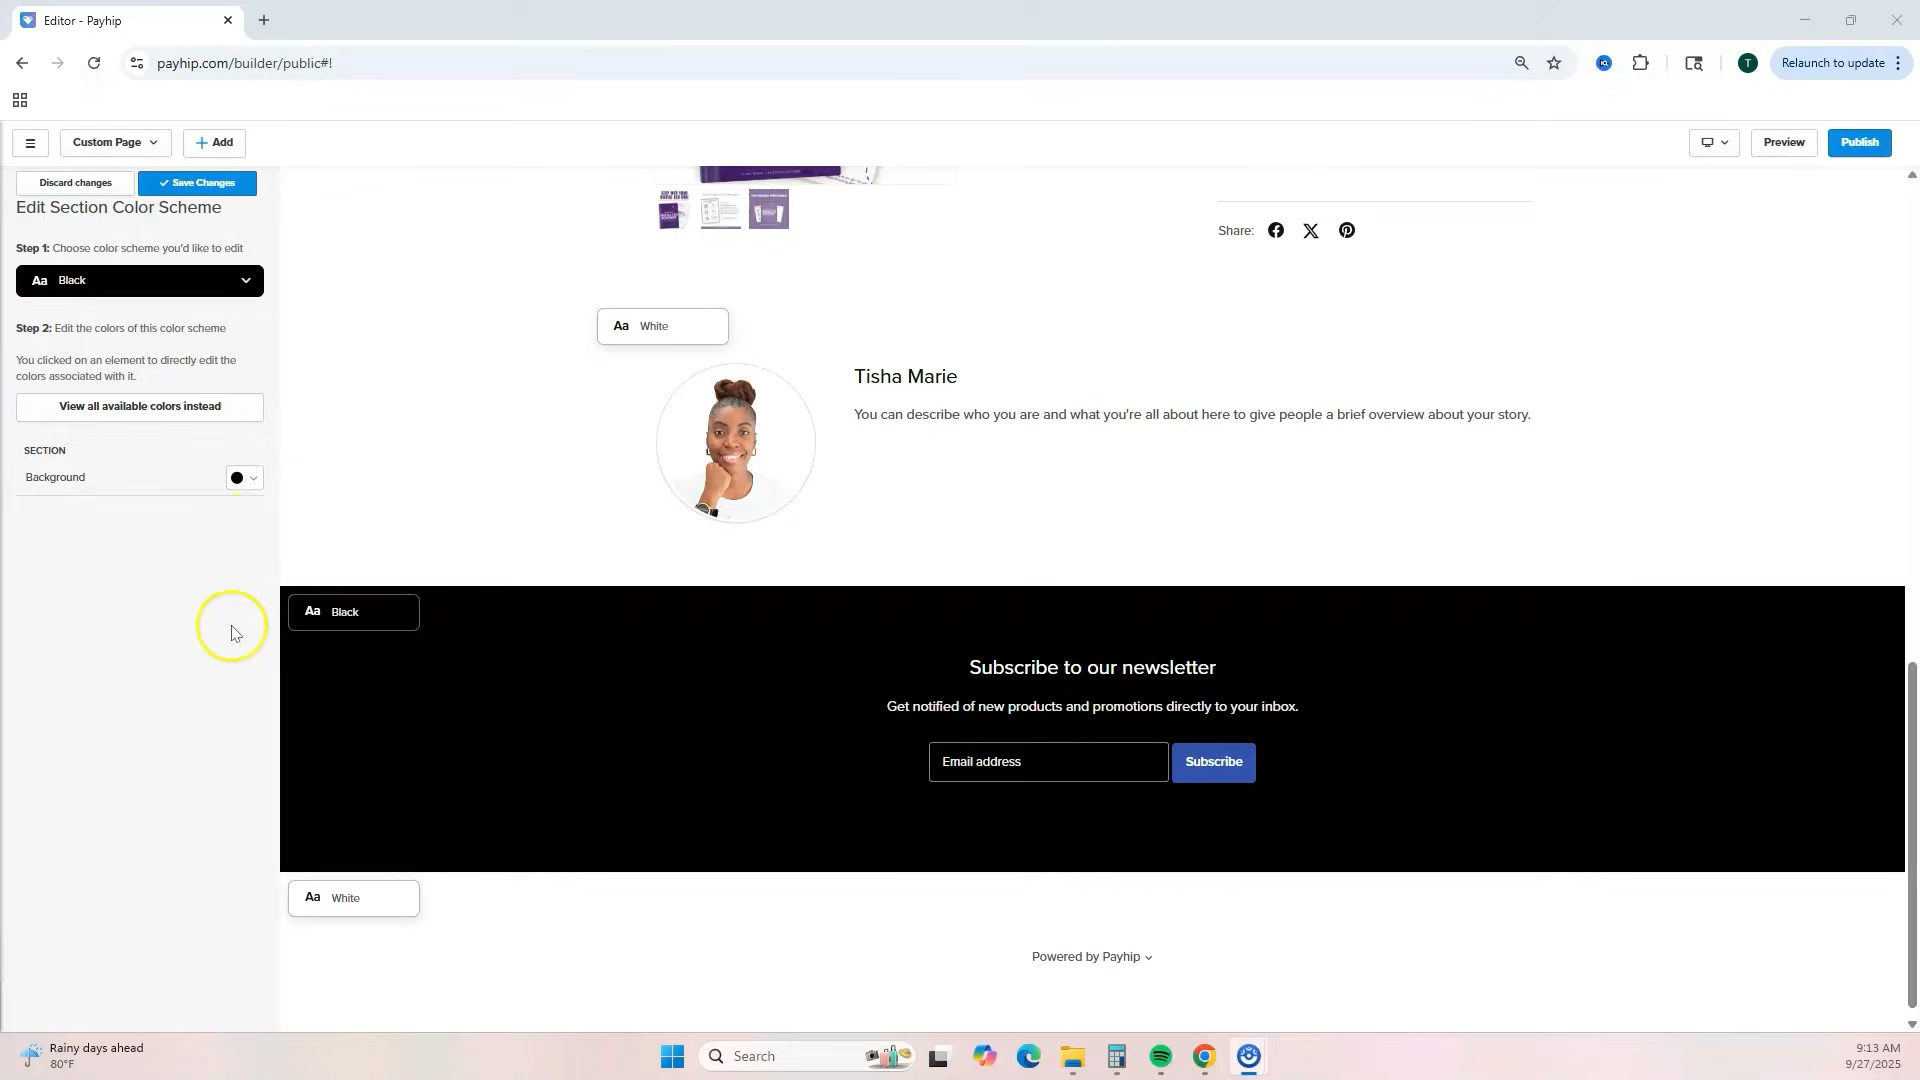 Editor - Payhip
payhip.com/builder/public#!
T
Relaunch to update
Custom Page
Add
Preview
Publish
Discard changes
Save Changes
Edit Section Color Scheme
Step 1: Choose color scheme you'd like to edit
Aa Black
Step 2: Edit the colors of this color scheme
You clicked on an element to directly edit the
colors associated with it.
View all available colors instead
SECTION
Background
Share:
Aa White
Tisha Marie
You can describe who you are and what you're all about here to give people a brief overview about your story.
Aa Black
Subscribe to our newsletter
Get notified of new products and promotions directly to your inbox.
Email address
Subscribe
Aa White
Powered by Payhip
Rainy days ahead
80°F
Search
9:13 AM
9/27/2025